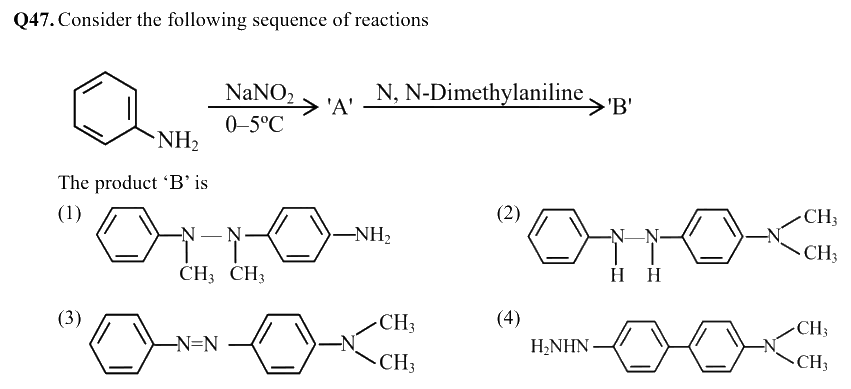 Q47. Consider the following sequence of reactions
NaNO₂ N, N-Dimethylaniline
'A' 'B'
0–5°C
NH₂
The product ‘B’ is
(1) N — N NH₂
CH₃ CH₃
(2) N—N N CH₃
CH₃
H H
(3) N=N N CH₃
CH₃
(4) H₂NHN N CH₃
CH₃